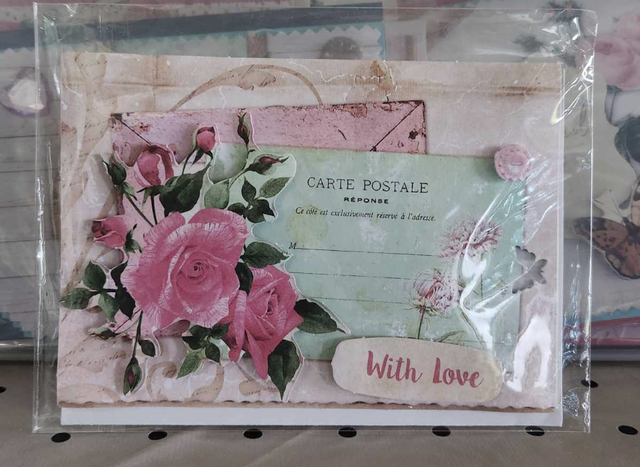 CARTE POSTALE
RÉPONSE
Ce côté est exclusivement réservé à l'adresse.
M
With Love